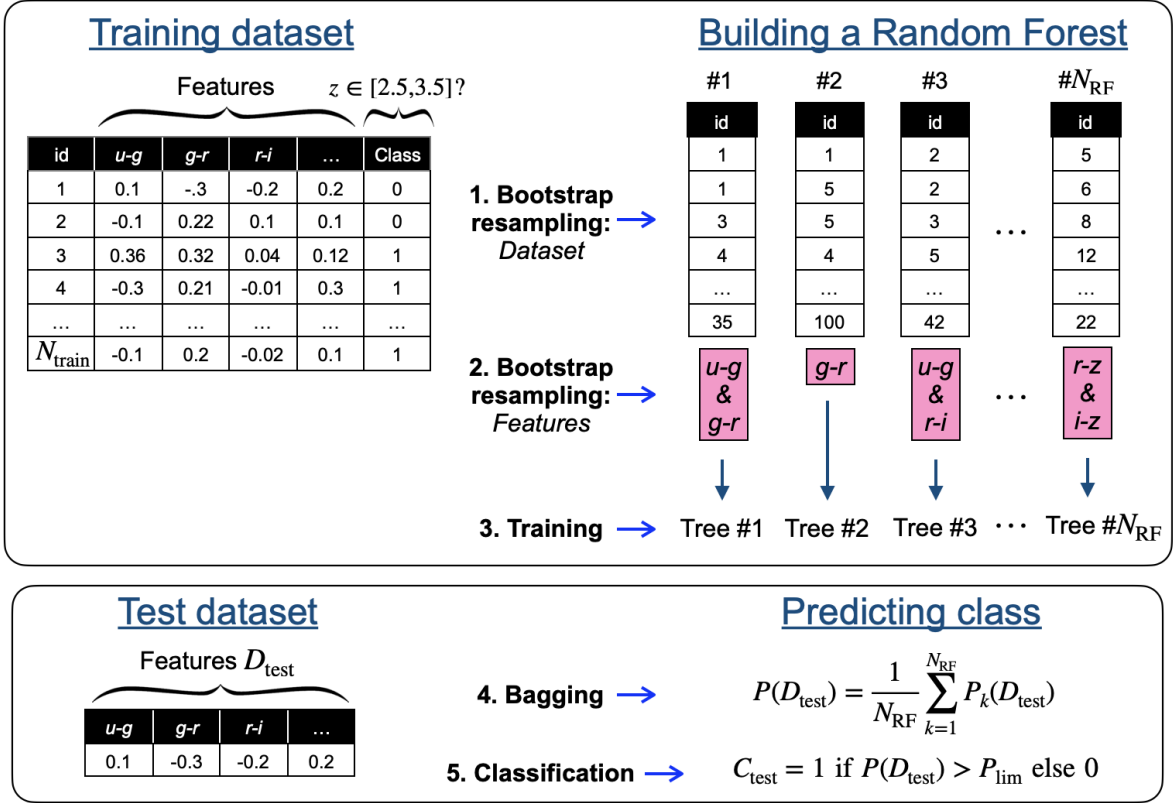 Training dataset
Features
z ∈ [2.5,3.5]?
id u-g g-r r-i … Class
1 0.1 -.3 -0.2 0.2 0
2 -0.1 0.22 0.1 0.1 0
3 0.36 0.32 0.04 0.12 1
4 -0.3 0.21 -0.01 0.3 1
… … … … … …
N_train -0.1 0.2 -0.02 0.1 1
Building a Random Forest
#1 #2 #3 #N_RF
id id id id
1. Bootstrap
resampling:
Dataset
1 1 2 5
1 5 2 6
3 5 3 8
4 4 5 12
… … … …
35 100 42 22
…
2. Bootstrap
resampling:
Features
u-g g-r u-g r-z
& & &
g-r r-i i-z
…
3. Training
Tree #1 Tree #2 Tree #3 … Tree #N_RF
Test dataset
Features D_test
u-g g-r r-i …
0.1 -0.3 -0.2 0.2
Predicting class
4. Bagging
P(D_test) = 1/N_RF ∑_{k=1}^{N_RF} P_k(D_test)
5. Classification
C_test = 1 if P(D_test) > P_lim else 0